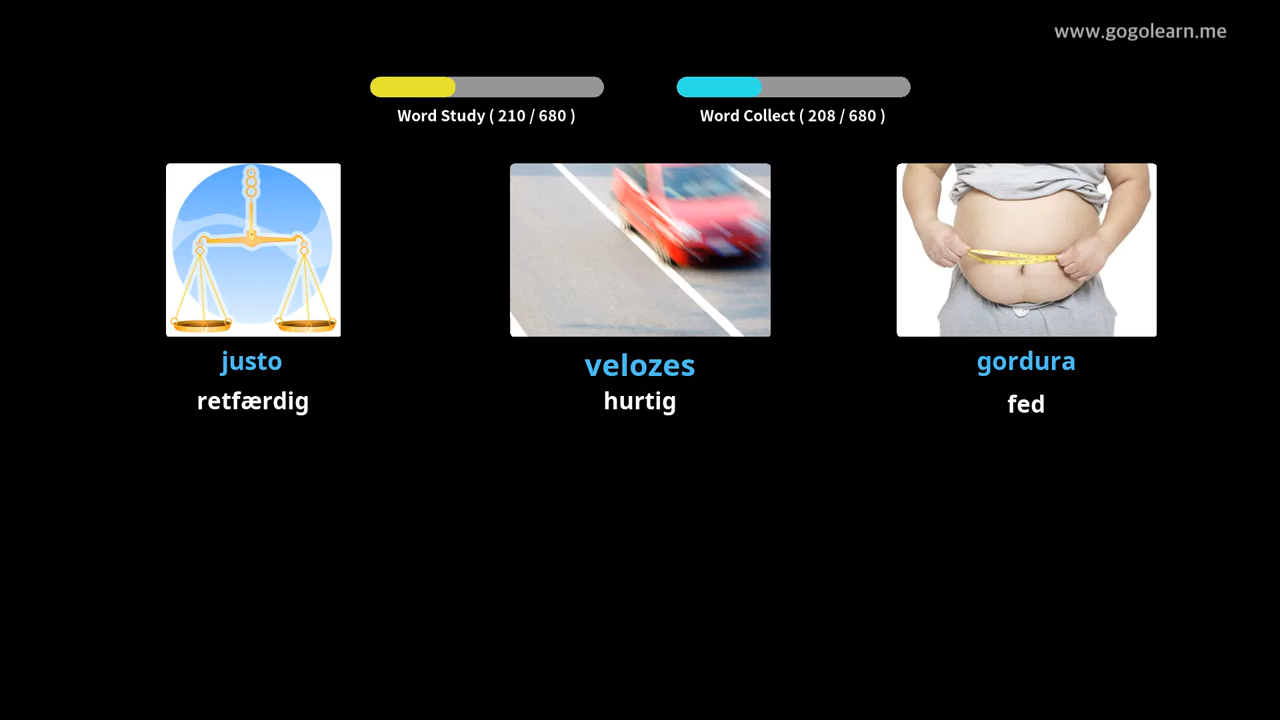 www.gogolearn.me
Word Study ( 210 / 680 )
Word Collect ( 208 / 680 )
justo
velozes
gordura
retfærdig
hurtig
fed